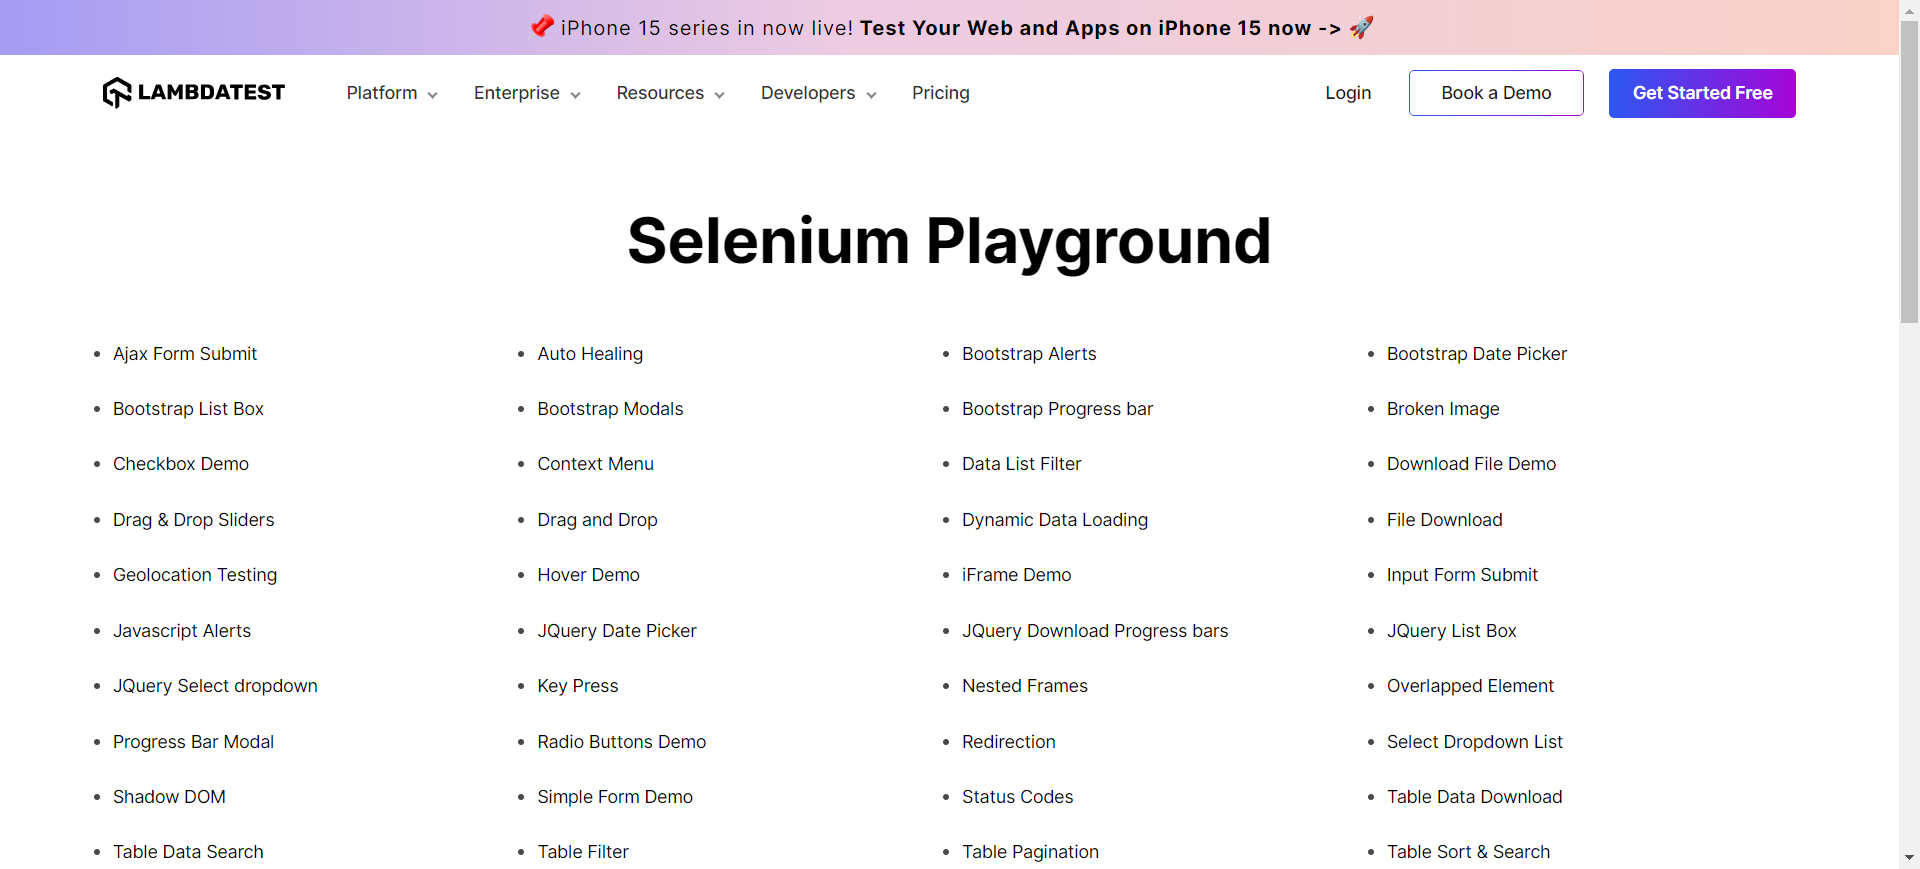 iPhone 15 series in now live! Test Your Web and Apps on iPhone 15 now ->
LAMBDATEST Platform Enterprise Resources Developers Pricing Login Book a Demo Get Started Free
Selenium Playground
Ajax Form Submit Auto Healing Bootstrap Alerts Bootstrap Date Picker
Bootstrap List Box Bootstrap Modals Bootstrap Progress bar Broken Image
Checkbox Demo Context Menu Data List Filter Download File Demo
Drag & Drop Sliders Drag and Drop Dynamic Data Loading File Download
Geolocation Testing Hover Demo iFrame Demo Input Form Submit
Javascript Alerts JQuery Date Picker JQuery Download Progress bars JQuery List Box
JQuery Select dropdown Key Press Nested Frames Overlapped Element
Progress Bar Modal Radio Buttons Demo Redirection Select Dropdown List
Shadow DOM Simple Form Demo Status Codes Table Data Download
Table Data Search Table Filter Table Pagination Table Sort & Search